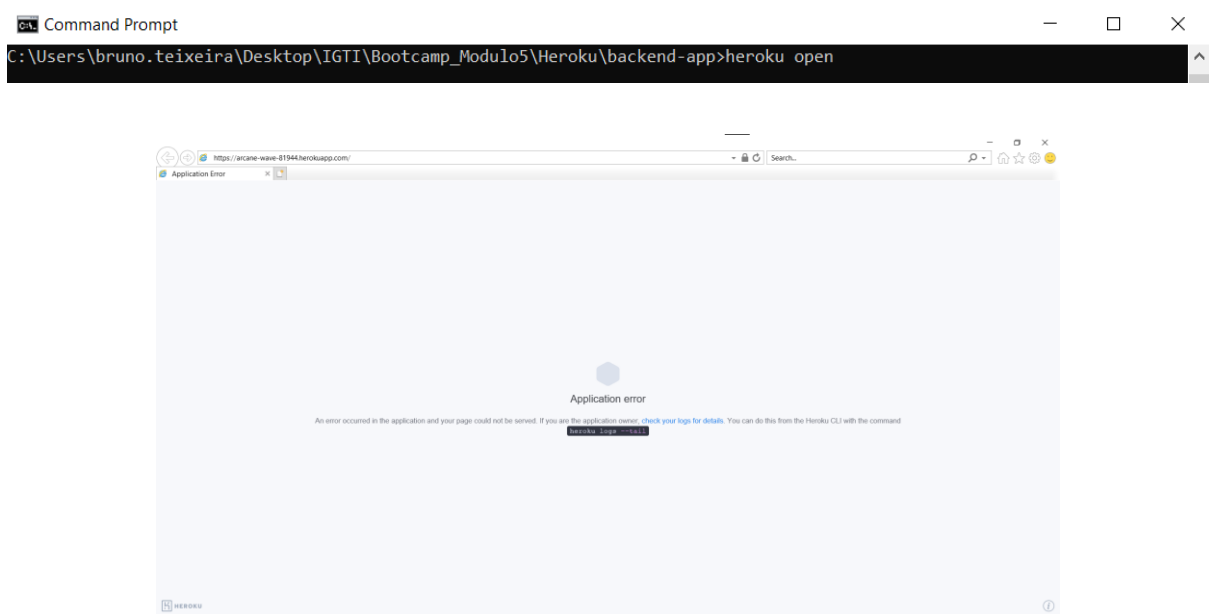 Command Prompt
C:\Users\bruno.teixeira\Desktop\IGTI\Bootcamp_Modulo5\Heroku\backend-app>heroku open
https://arcane-wave-81944.herokuapp.com/
Search...
Application Error
Application error
An error occurred in the application and your page could not be served. If you are the application owner, check your logs for details. You can do this from the Heroku CLI with the command
heroku logs --tail
HEROKU